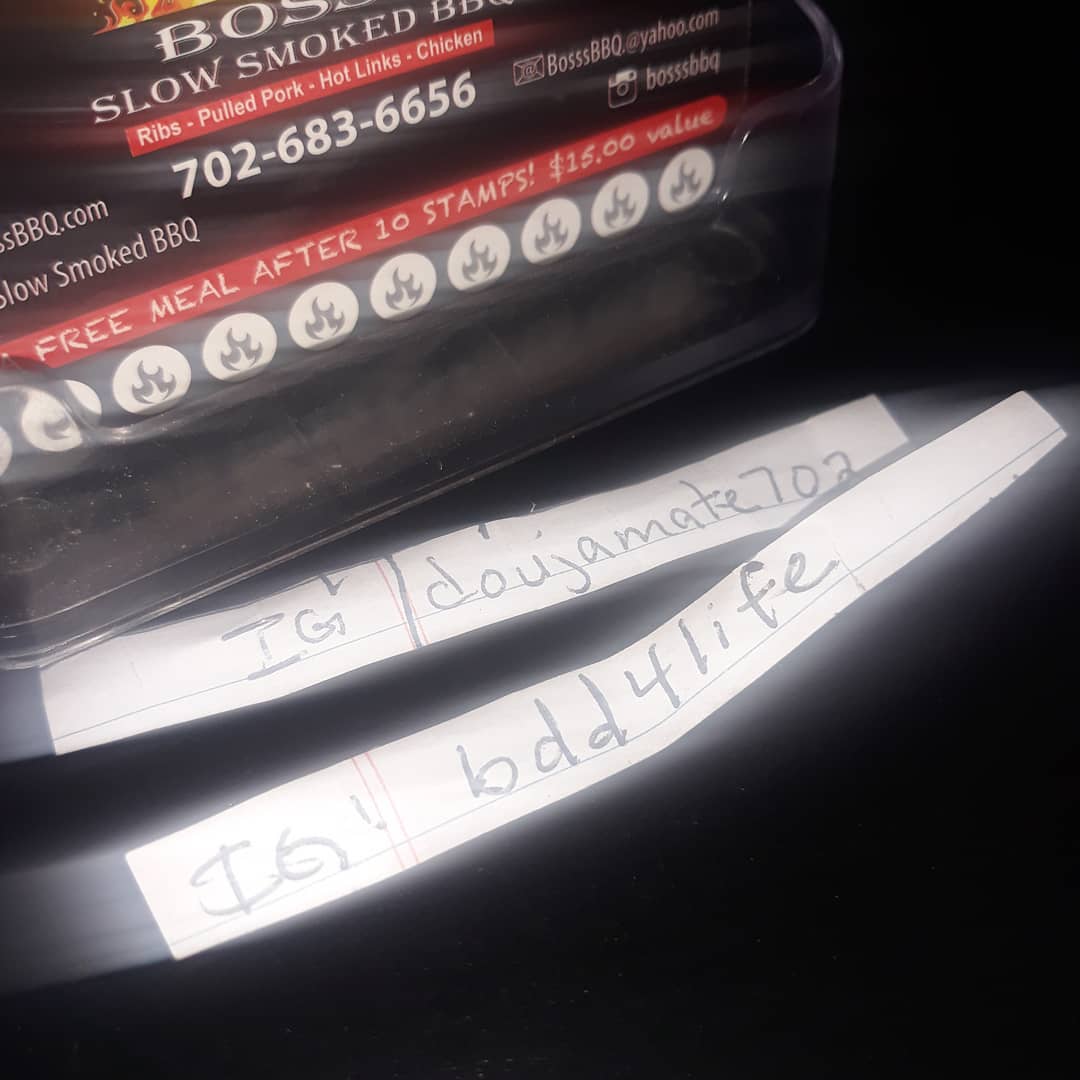 BOSS
SLOW SMOKED BBQ
Ribs - Pulled Pork - Hot Links - Chicken
702-683-6656
BosssBBQ.@yahoo.com
bosssbbq
ssBBQ.com
Slow Smoked BBQ
A FREE MEAL AFTER 10 STAMPS! $15.00 value
IG' doujamate702
IG' bdd4life